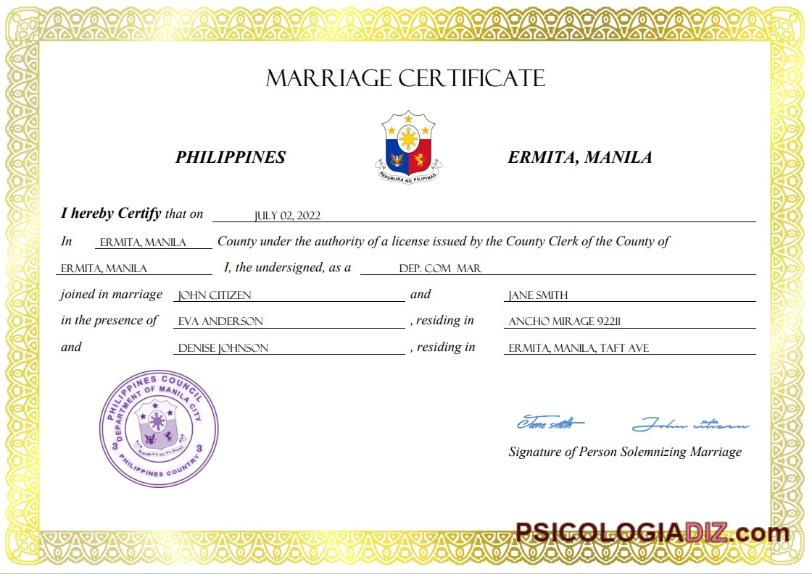 MARRIAGE CERTIFICATE
PHILIPPINES
ERMITA, MANILA
REPUBLIKA NG PILIPINAS
I hereby Certify that on JULY 02, 2022
In ERMITA, MANILA County under the authority of a license issued by the County Clerk of the County of
ERMITA, MANILA I, the undersigned, as a DEP. COM MAR
joined in marriage JOHN CITIZEN and JANE SMITH
in the presence of EVA ANDERSON , residing in ANCHO MIRAGE 92211
and DENISE JOHNSON , residing in ERMITA, MANILA, TAFT AVE
PHILIPPINES COUNCIL
DEPARTMENT OF MANILA CITY
3 3
REPUBLIKA NG PILIPINAS
PHILIPPINES COUNTRY
Jane smith John citizen
Signature of Person Solemnizing Marriage
PSICOLOGIADIZ.com